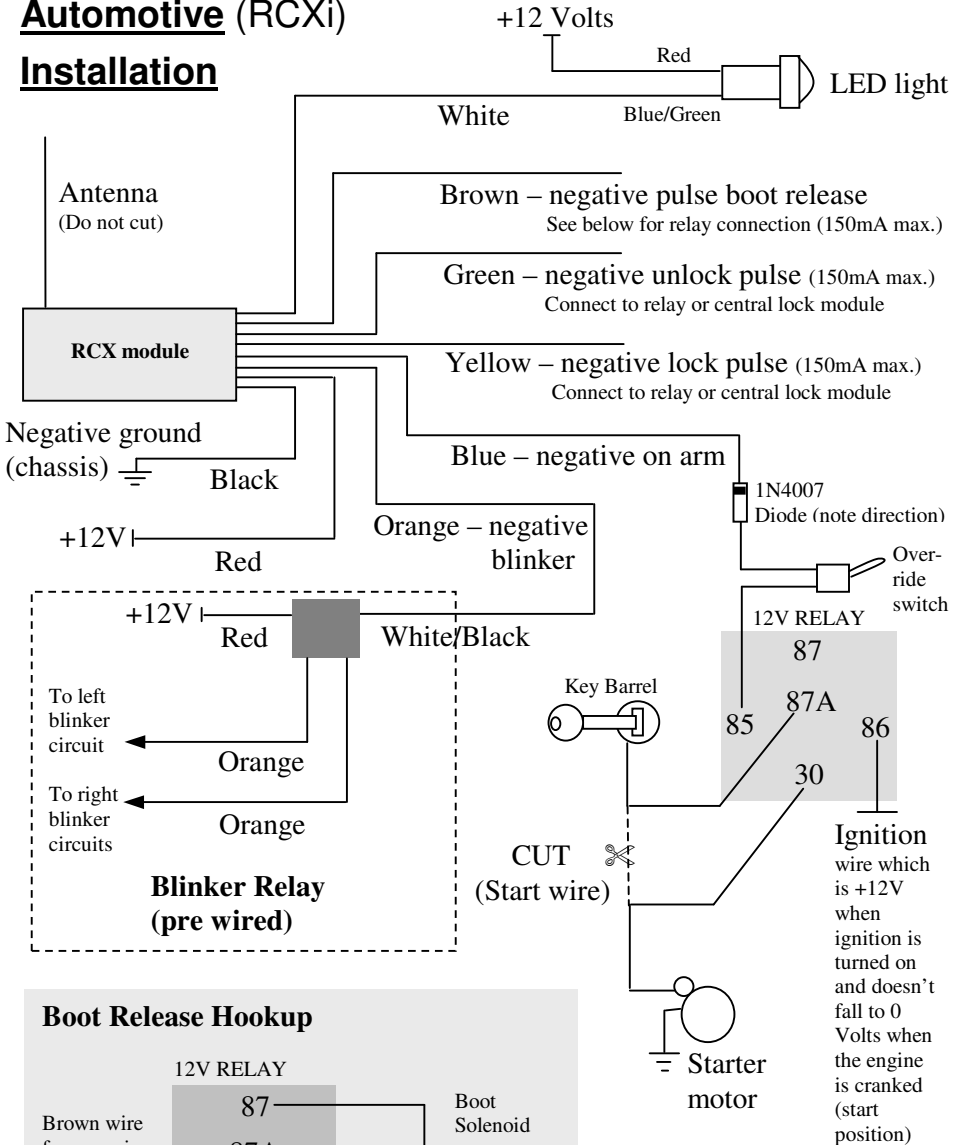 Automotive (RCXi)
Installation
+12 Volts
Red
LED light
White
Blue/Green
Antenna
(Do not cut)
Brown – negative pulse boot release
See below for relay connection (150mA max.)
Green – negative unlock pulse (150mA max.)
Connect to relay or central lock module
RCX module
Yellow – negative lock pulse (150mA max.)
Connect to relay or central lock module
Negative ground
(chassis)
Black
Blue – negative on arm
1N4007
Diode (note direction)
+12V
Red
Orange – negative
blinker
Over-
ride
switch
12V RELAY
87
87A
85
86
30
+12V
Red
White/Black
Key Barrel
To left
blinker
circuit
Orange
To right
blinker
circuits
Orange
Blinker Relay
(pre wired)
CUT
(Start wire)
Ignition
wire which
is +12V
when
ignition is
turned on
and doesn't
fall to 0
Volts when
the engine
is cranked
(start
position)
Starter
motor
Boot Release Hookup
12V RELAY
87
Boot
Solenoid
Brown wire